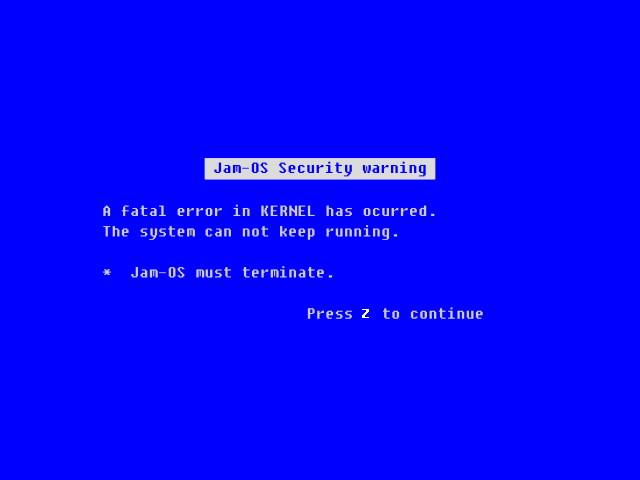 Jam-OS Security warning
A fatal error in KERNEL has ocurred.
The system can not keep running.
* Jam-OS must terminate.
Press Z to continue